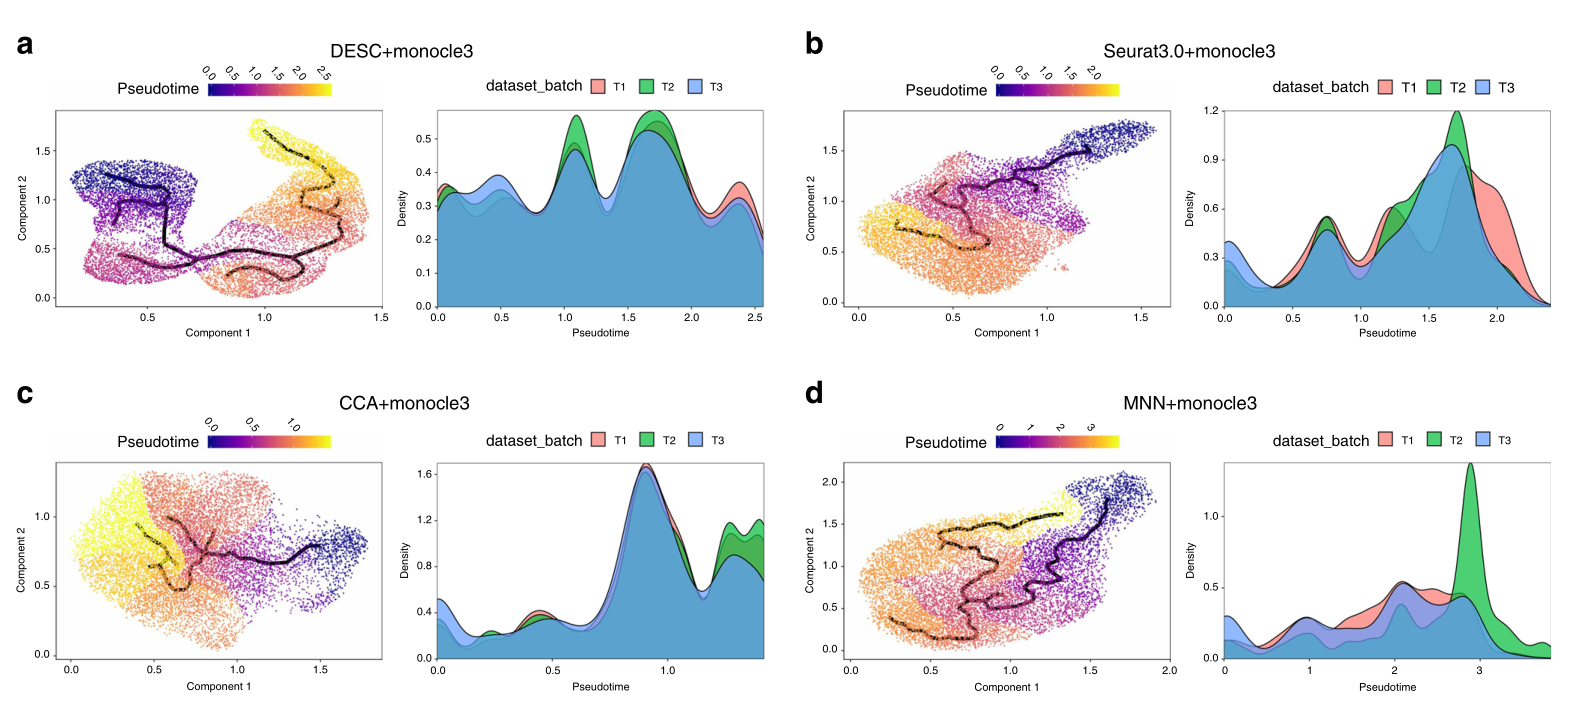 a
DESC+monocle3
Pseudotime 0.0 0.5 1.0 1.5 2.0 2.5
dataset_batch T1 T2 T3
Component 2
1.5
1.0
0.5
0.0
0.5 1.0 1.5
Component 1
Density
0.5
0.4
0.3
0.2
0.1
0.0
0.0 0.5 1.0 1.5 2.0 2.5
Pseudotime
b
Seurat3.0+monocle3
Pseudotime 0.0 0.5 1.0 1.5 2.0
dataset_batch T1 T2 T3
Component 2
1.5
1.0
0.5
0.0
0.0 0.5 1.0 1.5
Component 1
Density
1.2
0.9
0.6
0.3
0.0
0.0 0.5 1.0 1.5 2.0
Pseudotime
c
CCA+monocle3
Pseudotime 0.0 0.5 1.0
dataset_batch T1 T2 T3
Component 2
1.0
0.5
0.0
0.0 0.5 1.0 1.5
Component 1
Density
1.6
1.2
0.8
0.4
0.0
0.0 0.5 1.0
Pseudotime
d
MNN+monocle3
Pseudotime 0 1 2 3
dataset_batch T1 T2 T3
Component 2
2.0
1.5
1.0
0.5
0.0
0.0 0.5 1.0 1.5 2.0
Component 1
Density
1.0
0.5
0.0
0 1 2 3
Pseudotime